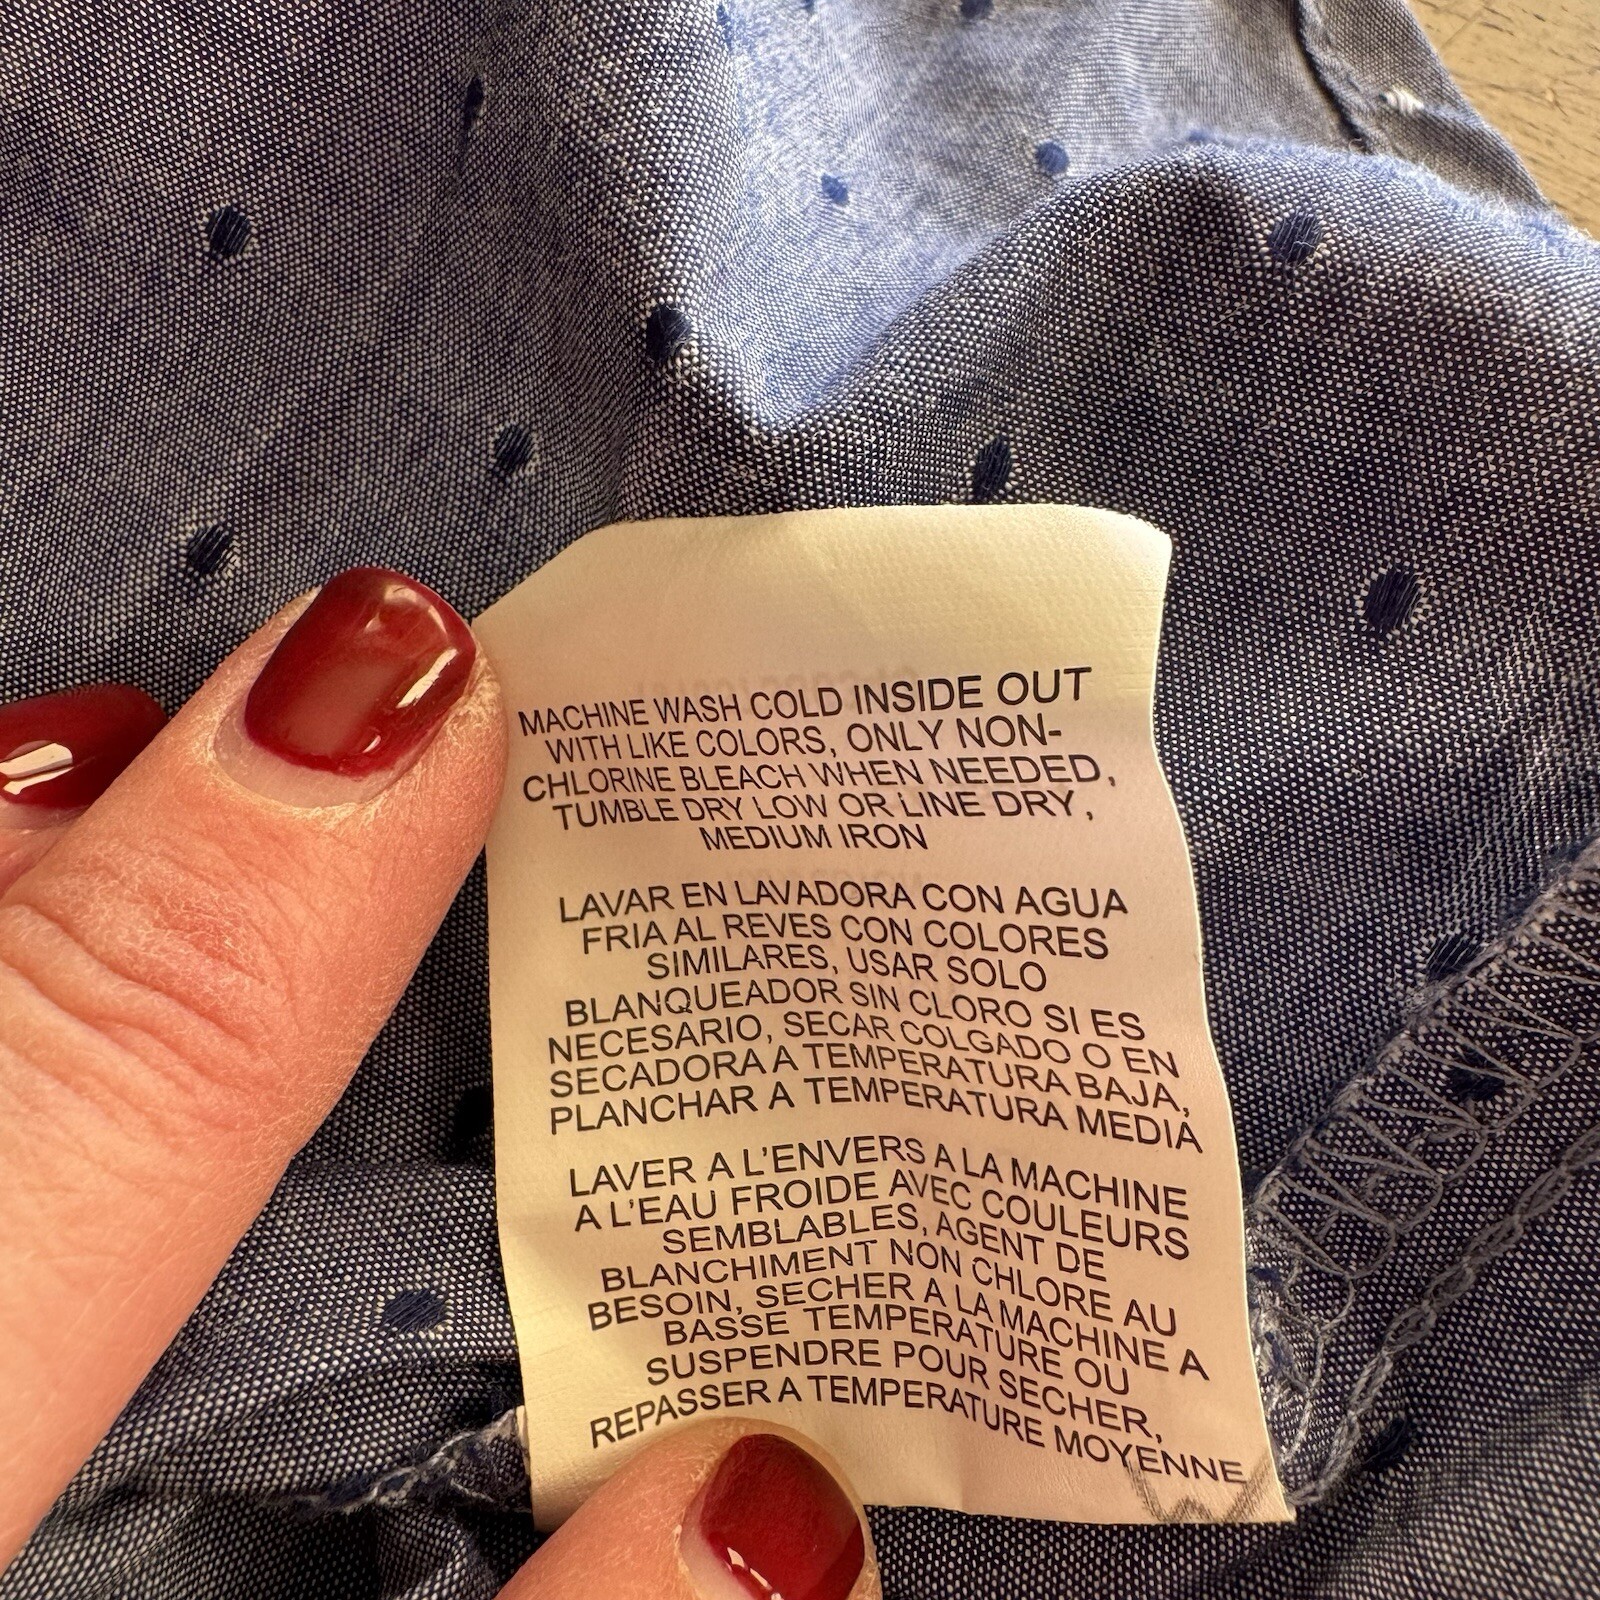 MACHINE WASH COLD INSIDE OUT
WITH LIKE COLORS, ONLY NON-
CHLORINE BLEACH WHEN NEEDED,
TUMBLE DRY LOW OR LINE DRY,
MEDIUM IRON
LAVAR EN LAVADORA CON AGUA
FRIA AL REVES CON COLORES
SIMILARES, USAR SOLO
BLANQUEADOR SIN CLORO SI ES
NECESARIO, SECAR COLGADO O EN
SECADORA A TEMPERATURA BAJA,
PLANCHAR A TEMPERATURA MEDIA
LAVER A L'ENVERS A LA MACHINE
A L'EAU FROIDE AVEC COULEURS
SEMBLABLES, AGENT DE
BLANCHIMENT NON CHLORE AU
BESOIN, SECHER A LA MACHINE A
BASSE TEMPERATURE OU
SUSPENDRE POUR SECHER,
REPASSER A TEMPERATURE MOYENNE